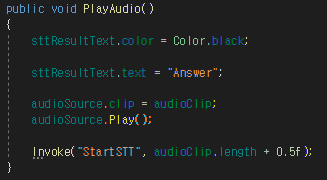 public void PlayAudio()
{
sttResultText.color = Color.black;
sttResultText.text = "Answer";
audioSource.clip = audioClip;
audioSource.Play();
Invoke("StartSTT", audioClip.length + 0.5f);
}